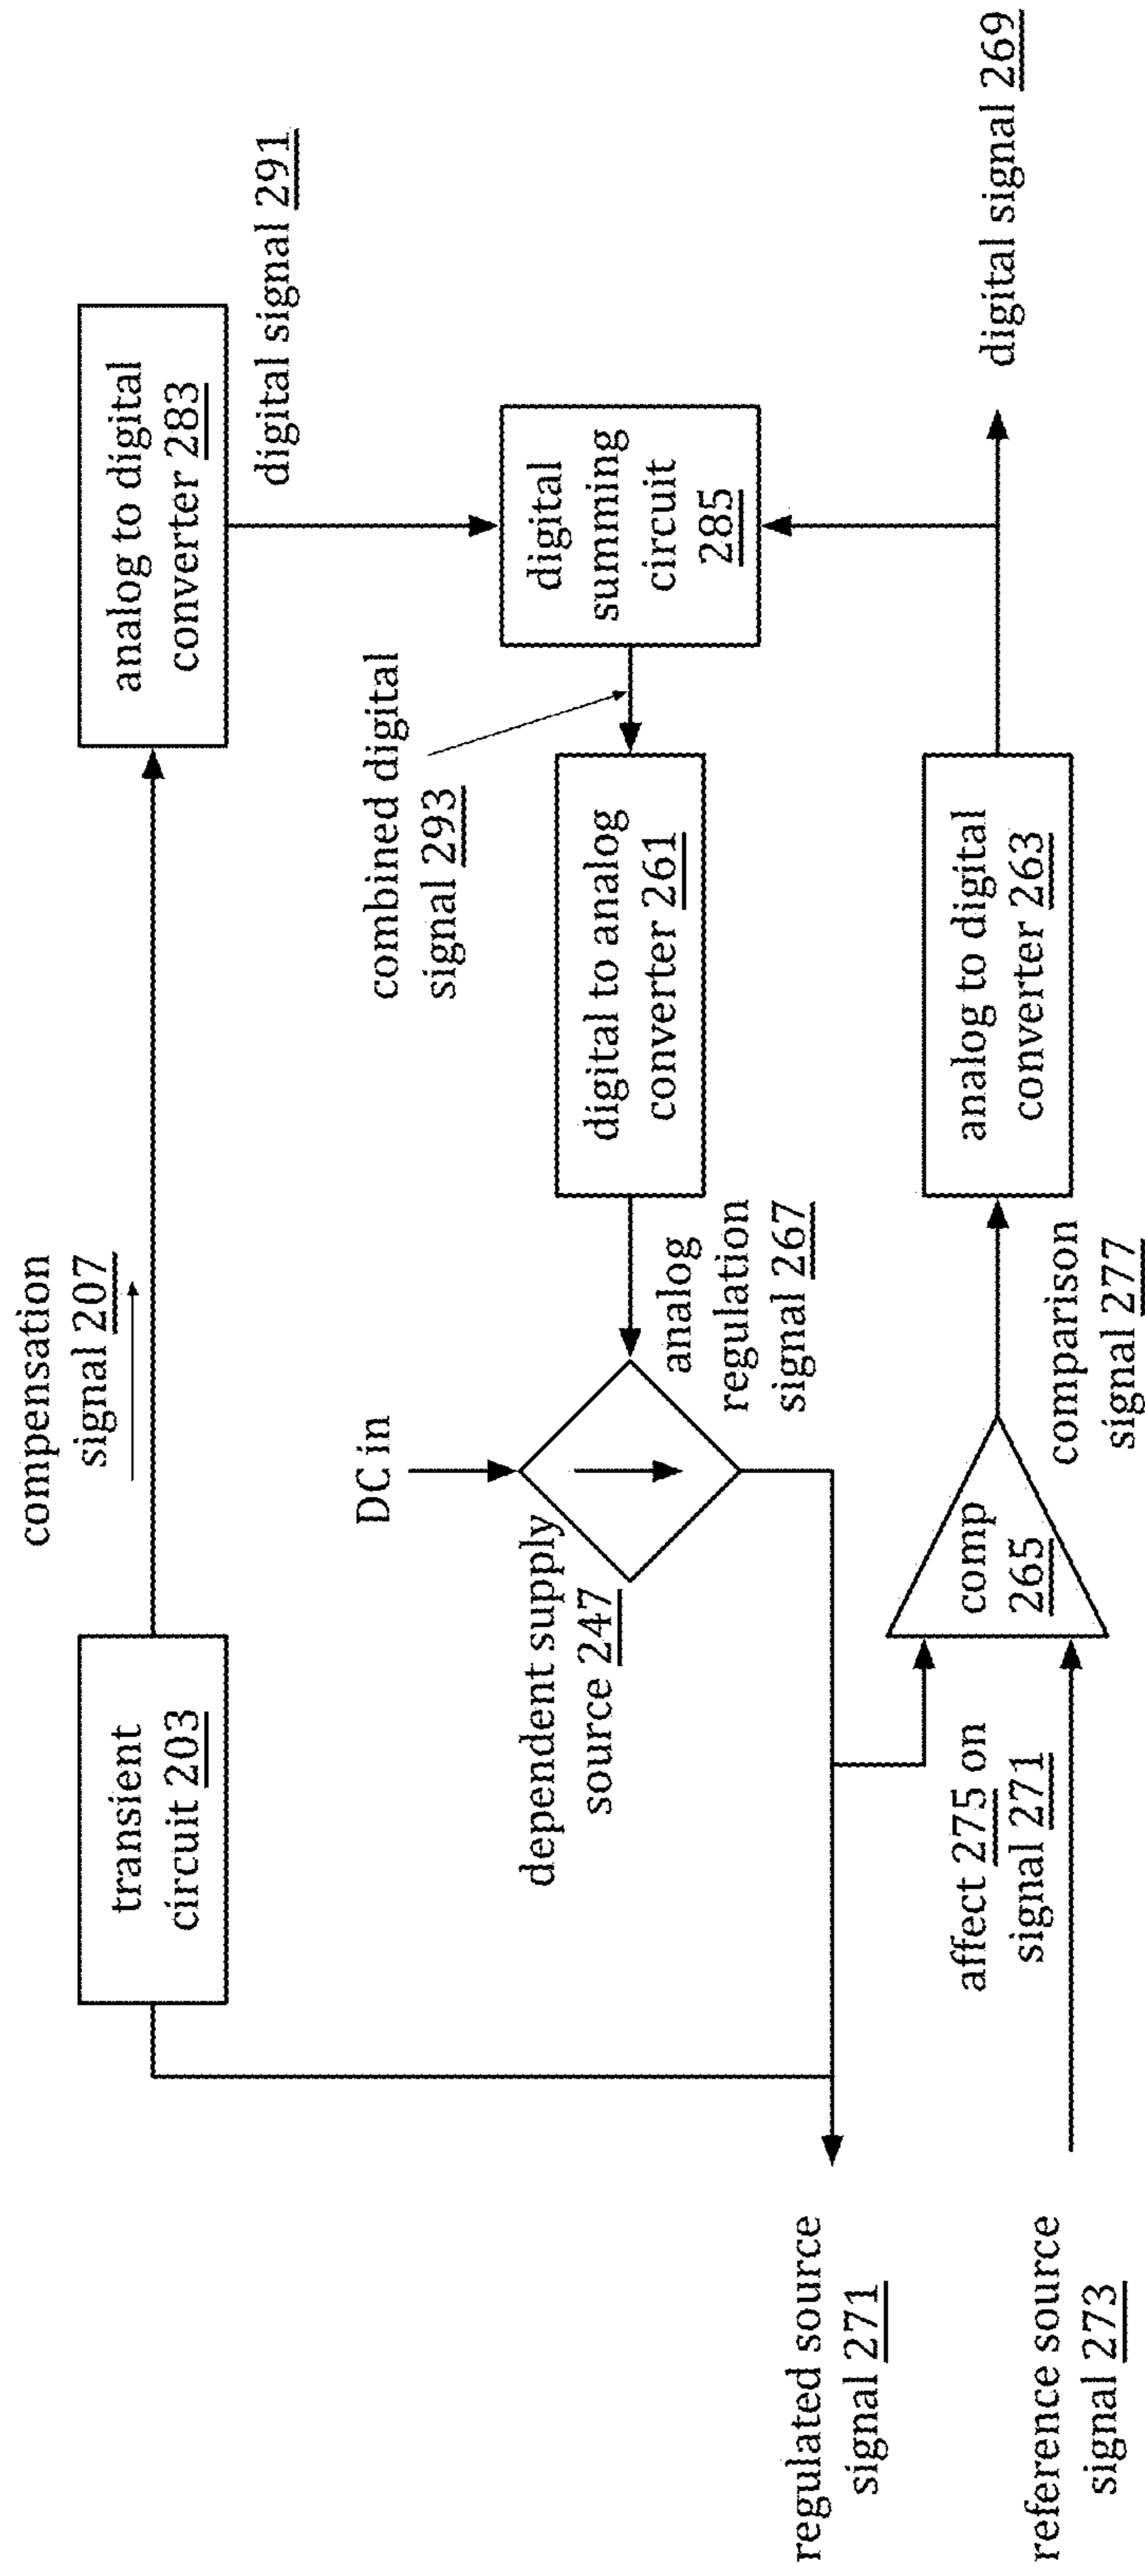 compensation
signal 207
transient
circuit 203
analog to digital
converter 283
digital signal 291
DC in
combined digital
signal 293
dependent supply
source 247
digital to analog
converter 261
digital
summing
circuit
285
analog
regulation
signal 267
regulated source
signal 271
affect 275 on
signal 271
comp
265
analog to digital
converter 263
digital signal 269
reference source
signal 273
comparison
signal 277